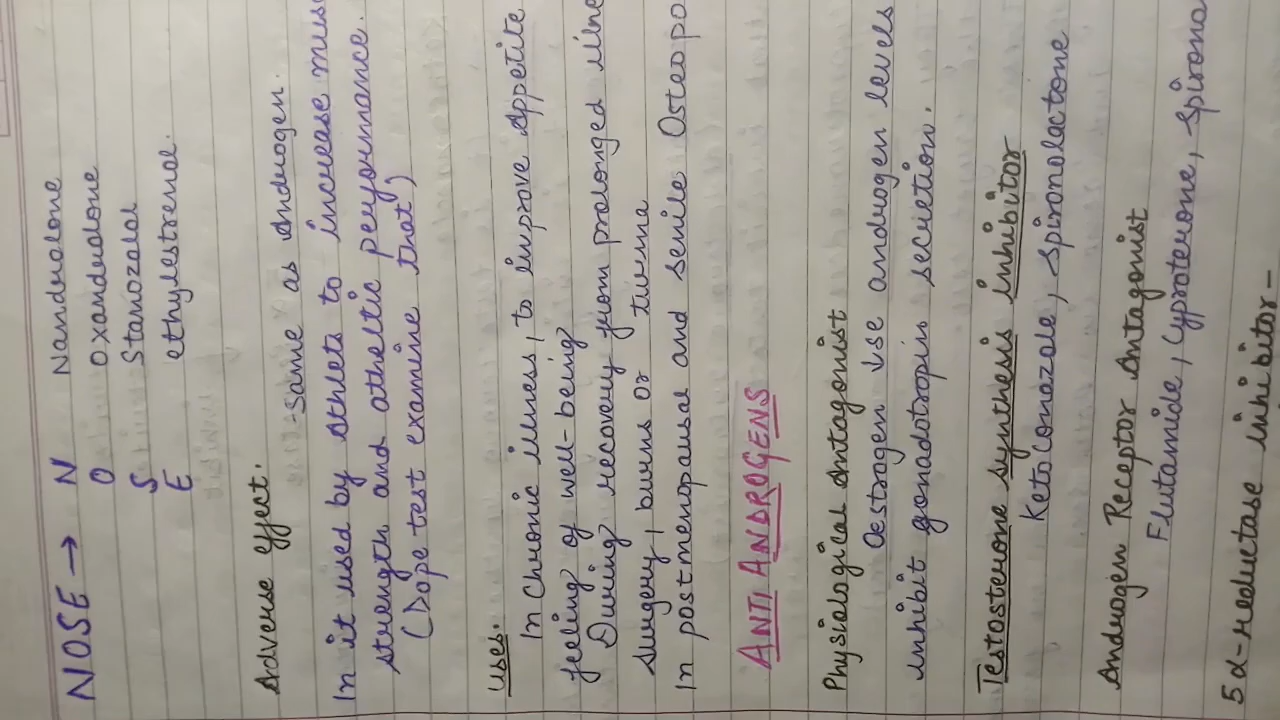 NOSE → N Nandrolone
O Oxandrolone
S Stanozolol
E ethylestrenol.
Adverse effect.
-same as Androgen.
In it used by athlets to increase musc
strength and atheltic performance.
(Dope test examine that)
Uses.
In Chronic illness, to improve appetite
feeling of well-being
During recovery from prolonged illne
Surgery, burns or turma
In postmenopausal and senile Osteopo
ANTI ANDROGENS
Physiological Antagonist
Oestrogen Use androgen levels
inhibit gonadotropin secretion.
Testosterone synthesis inhibitor
Ketoconazole, Spironolactone
Androgen Receptor Antagonist
Flutamide, Cyproterone, Spirono
5α-reductase inhibitor-